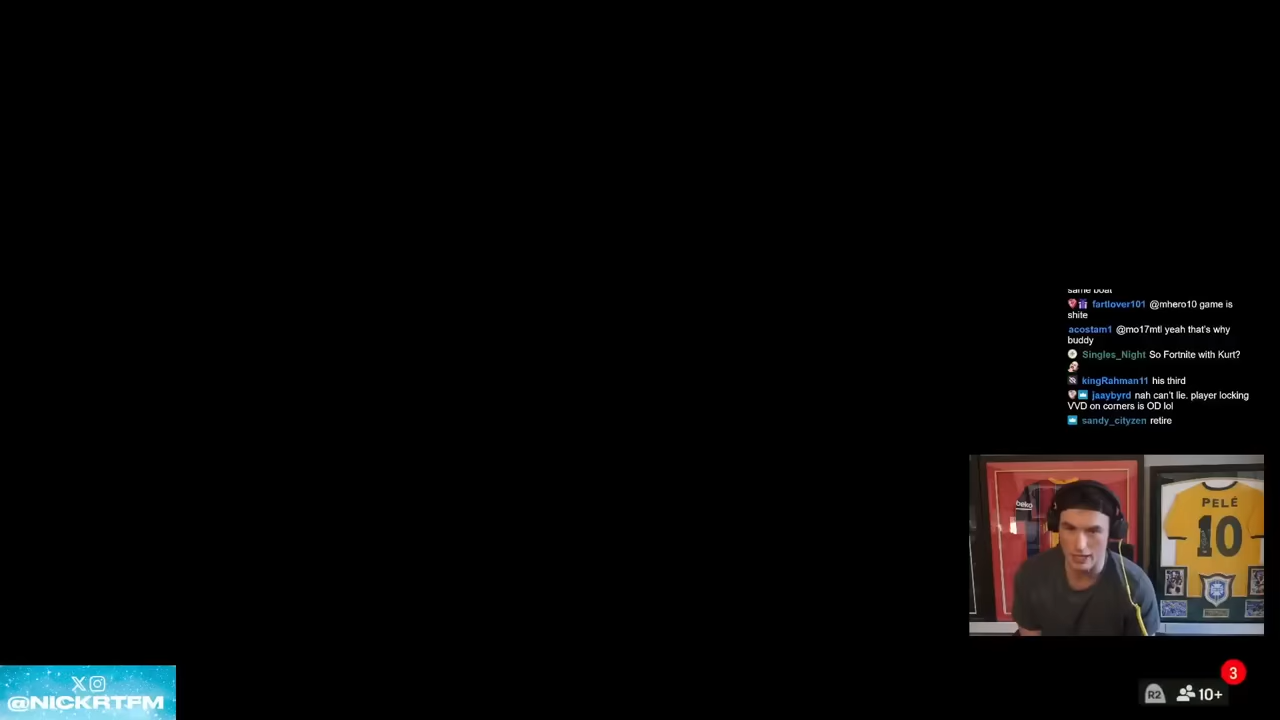 same boat
fartlover101 @mhero10 game is
shite
acostam1 @mo17mtl yeah that's why
buddy
Singles_Night So Fortnite with Kurt?
kingRahman11 his third
jaaybyrd nah can't lie. player locking
VVD on corners is OD lol
sandy_cityzen retire
beko
PELÉ
10
@NICKRTFM
3
R2 10+